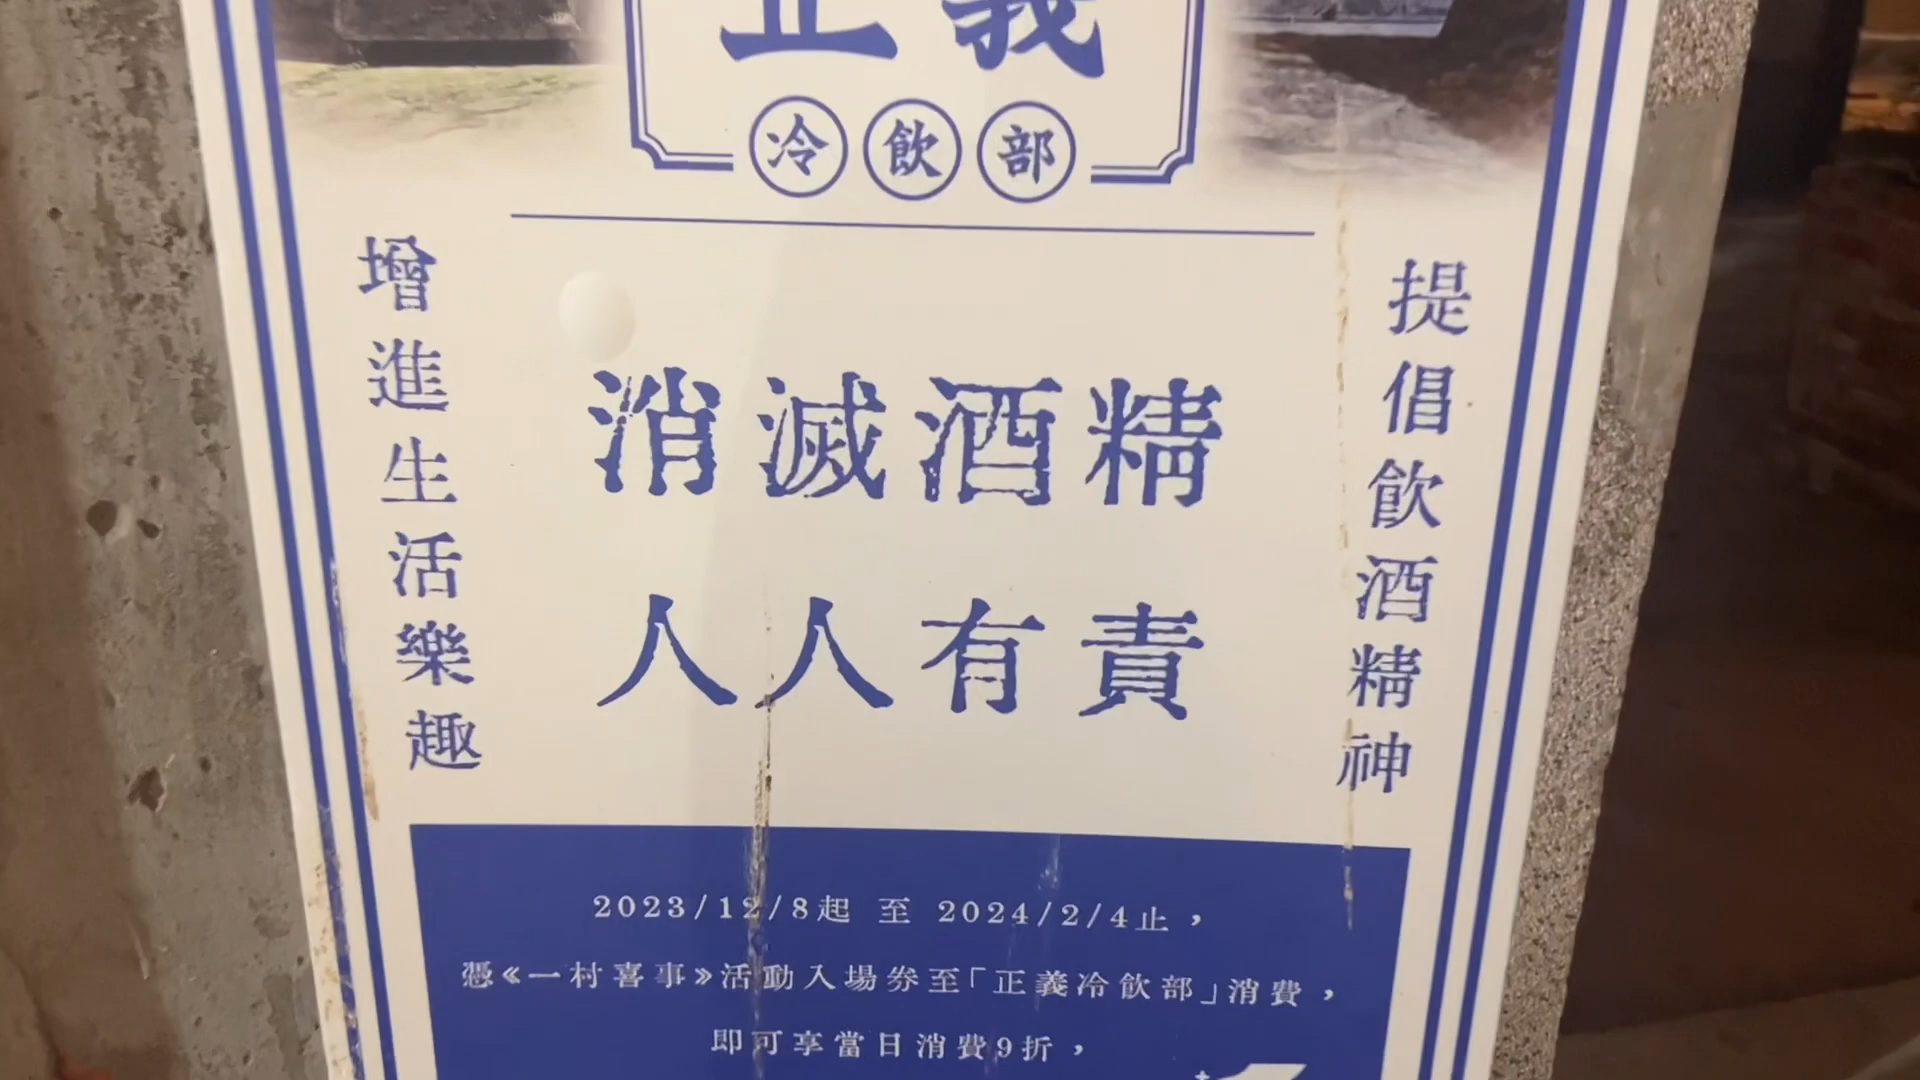 正義
冷飲部
提倡飲酒精神
消滅酒精
人人有責
增進生活樂趣
2023/12/8起 至 2024/2/4止，
憑《一村喜事》活動入場券至「正義冷飲部」消費，
即可享當日消費9折，